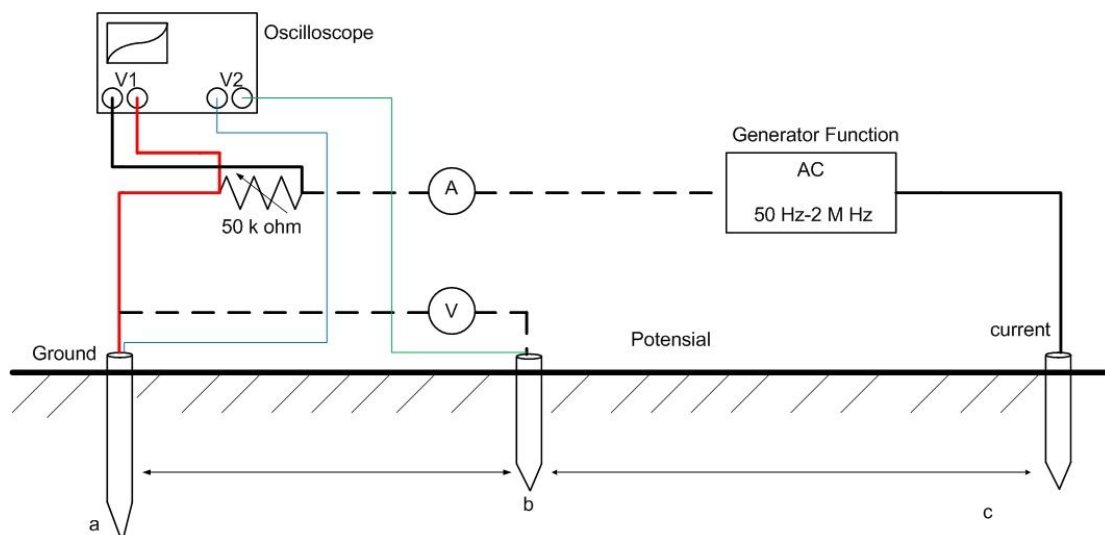 Oscilloscope
V1
V2
Generator Function
AC
A
50 Hz-2 M Hz
50 k ohm
V
Ground
Potensial
current
a
b
c